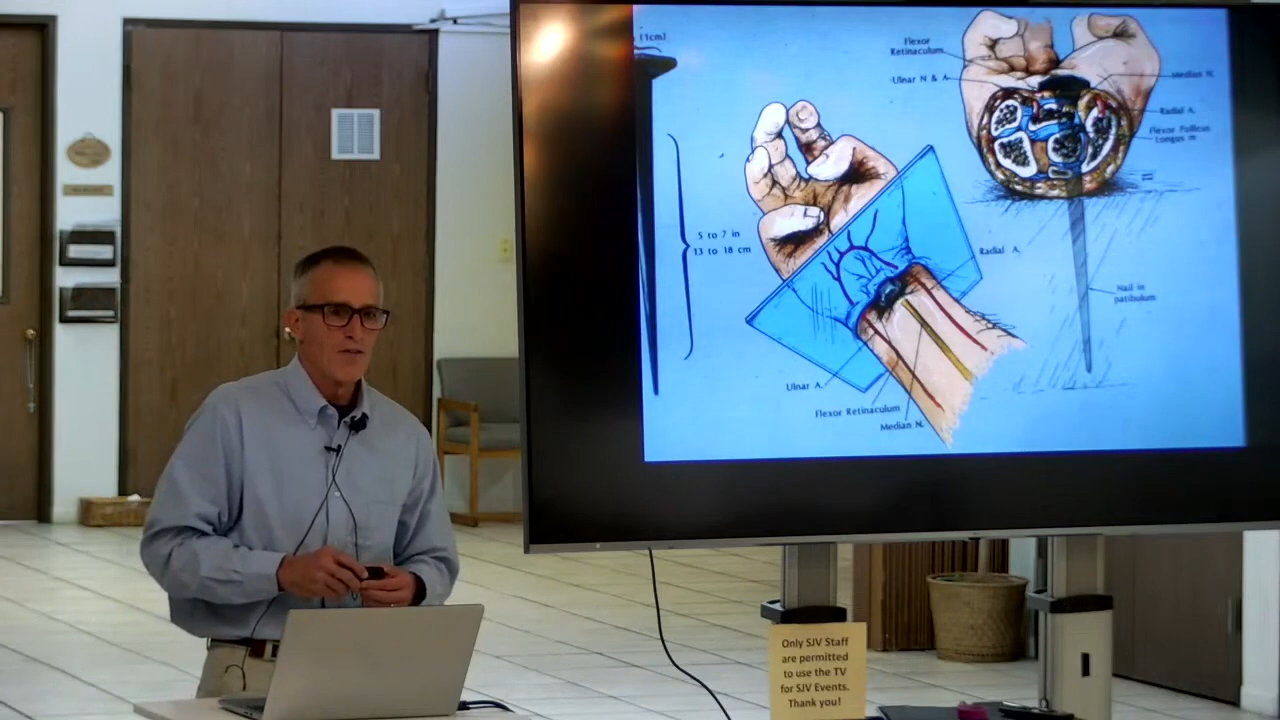 (1cm)
5 to 7 in
13 to 18 cm
Flexor
Retinaculum
Ulnar N & A.
Median N.
Radial A.
Flexor Pollicus
Longus m
Radial A.
Nail in
patibulum
Ulnar A.
Flexor Retinaculum
Median N.
Only SJV Staff
are permitted
to use the TV
for SJV Events.
Thank you!